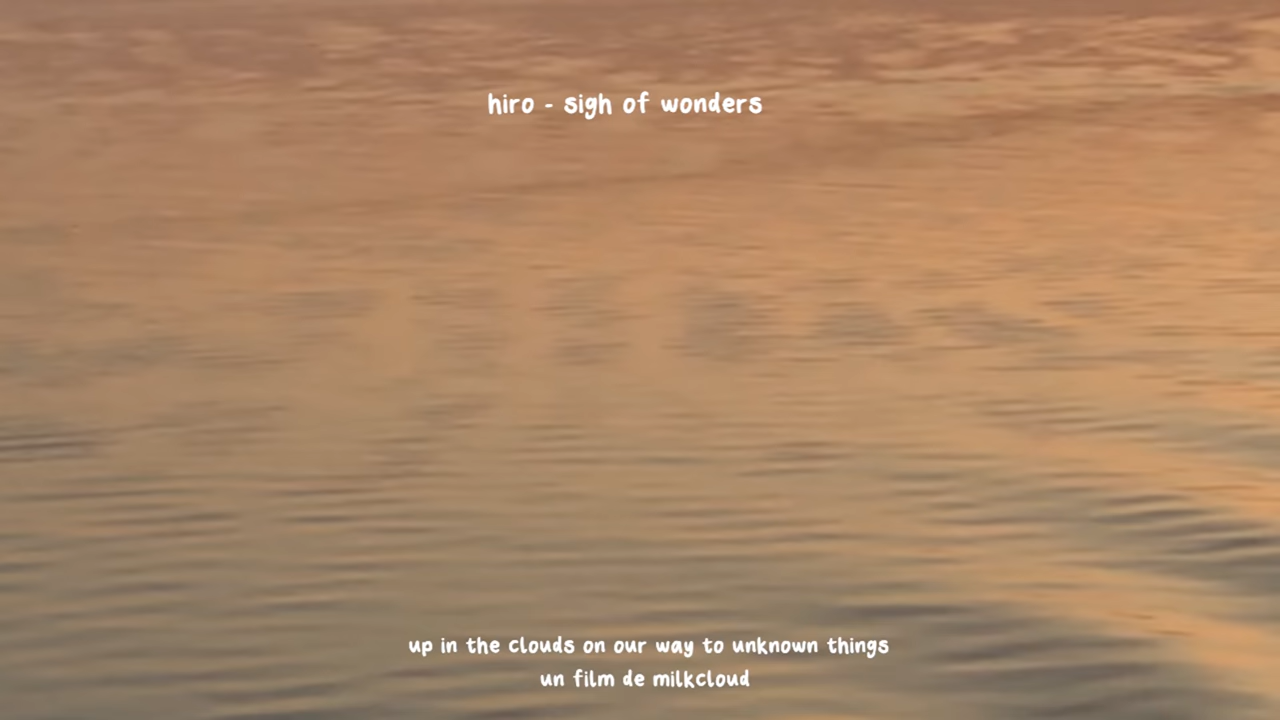 hiro - sigh of wonders
up in the clouds on our way to unknown things
un film de milkcloud